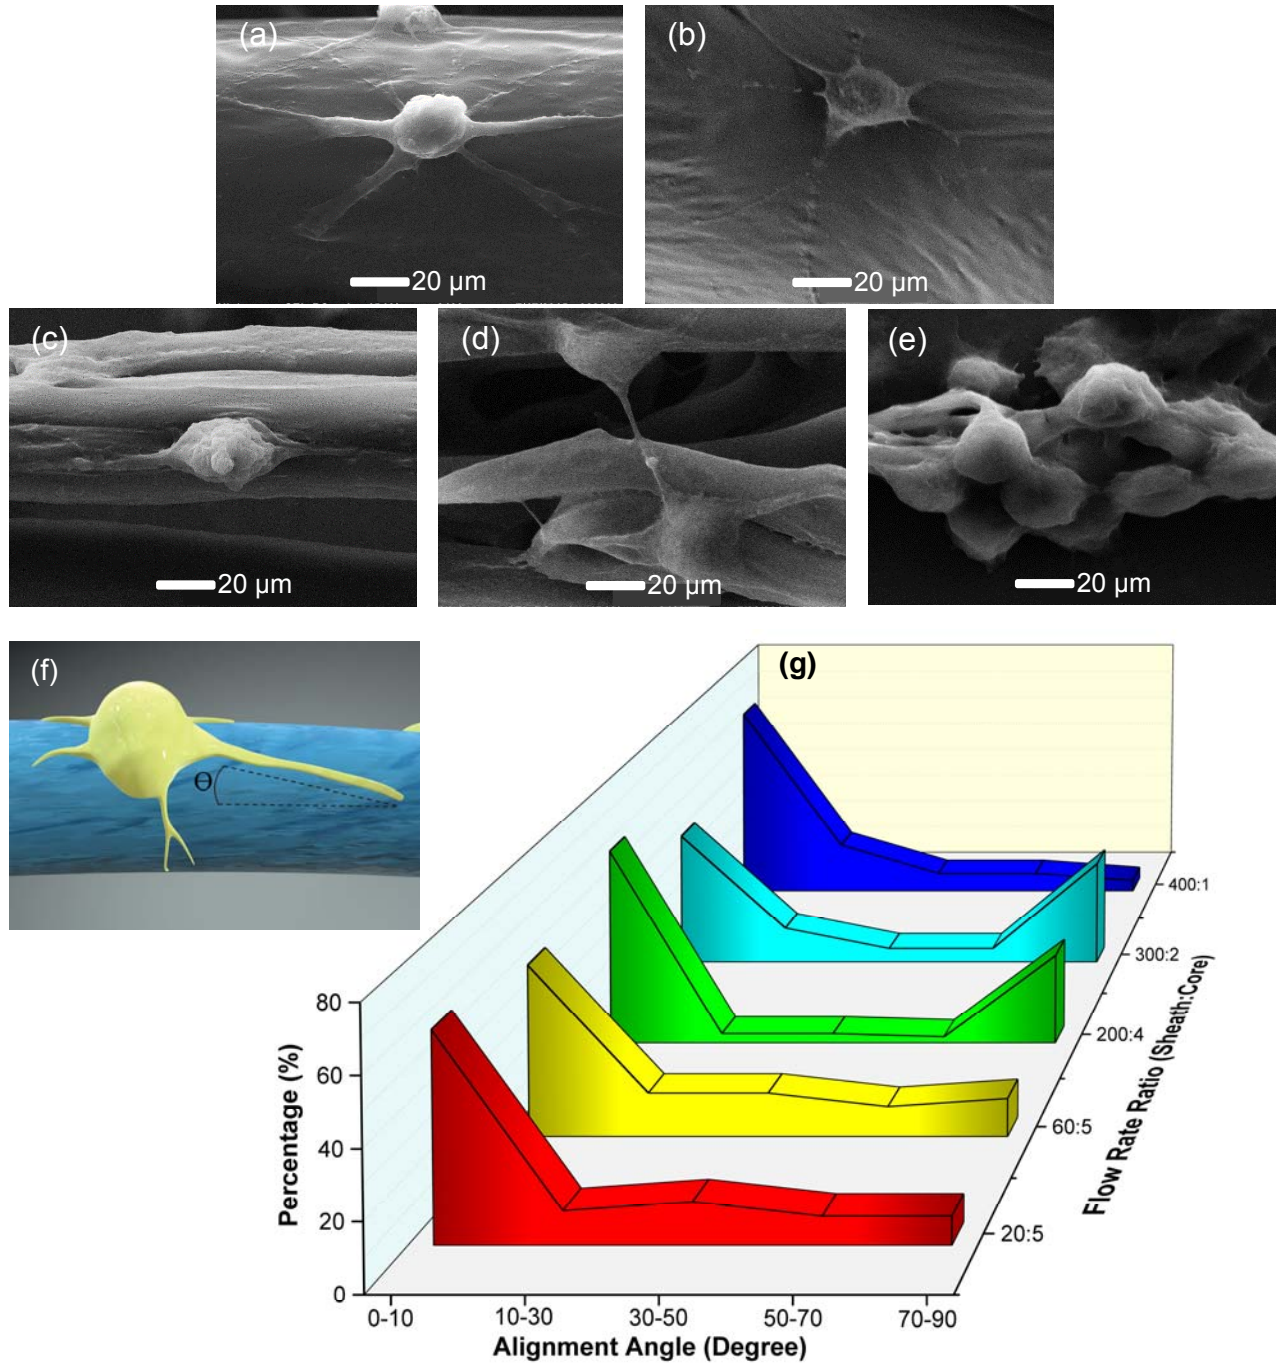 (a)
20 µm
(b)
20 µm
(c)
20 µm
(d)
20 µm
(e)
20 µm
(f)
Θ
(g)
80
60
40
20
0
Percentage (%)
0-10
10-30
30-50
50-70
70-90
Alignment Angle (Degree)
20:5
60:5
200:4
300:2
400:1
Flow Rate Ratio (Sheath:Core)